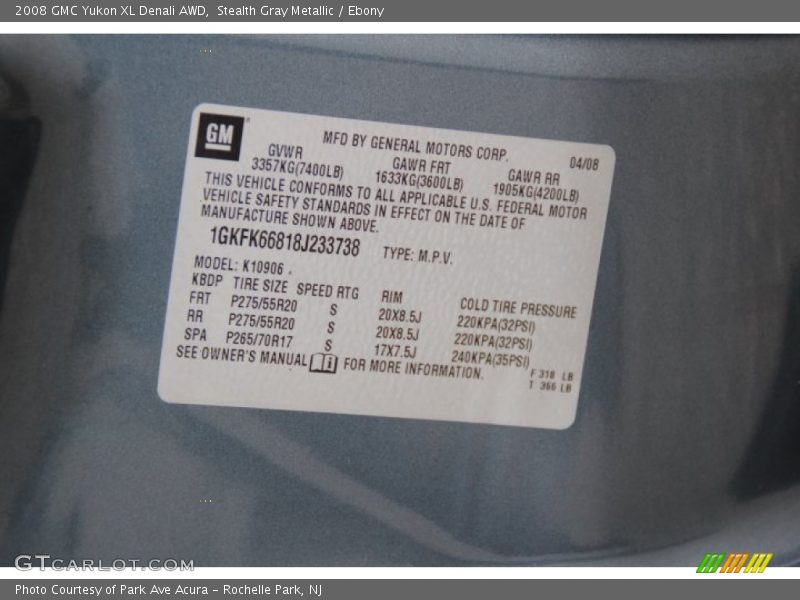 2008 GMC Yukon XL Denali AWD,  Stealth Gray Metallic / Ebony
GM
MFD BY GENERAL MOTORS CORP.
04/08
GVWR GAWR FRT GAWR RR
3357KG(7400LB) 1633KG(3600LB) 1905KG(4200LB)
THIS VEHICLE CONFORMS TO ALL APPLICABLE U.S. FEDERAL MOTOR
VEHICLE SAFETY STANDARDS IN EFFECT ON THE DATE OF
MANUFACTURE SHOWN ABOVE.
1GKFK66818J233738 TYPE: M.P.V.
MODEL: K10906 .
KBDP TIRE SIZE SPEED RTG RIM COLD TIRE PRESSURE
FRT P275/55R20 S 20X8.5J 220KPA(32PSI)
RR P275/55R20 S 20X8.5J 220KPA(32PSI)
SPA P265/70R17 S 17X7.5J 240KPA(35PSI)
SEE OWNER'S MANUAL i FOR MORE INFORMATION.
F 318 LB
T 366 LB
GTCARLOT.COM
Photo Courtesy of Park Ave Acura - Rochelle Park, NJ